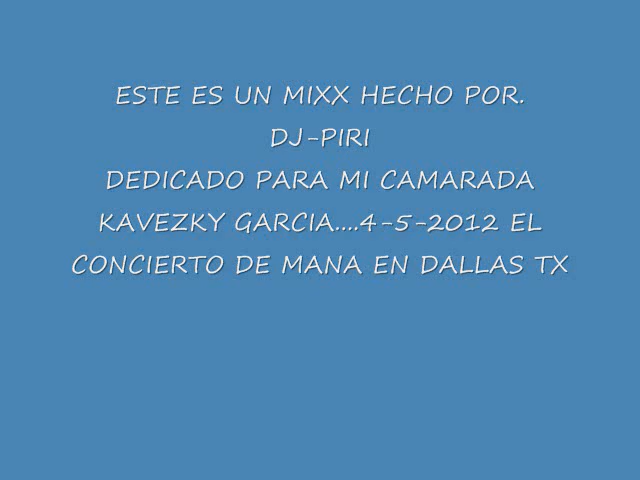 ESTE ES UN MIXX HECHO POR.
DJ-PIRI
DEDICADO PARA MI CAMARADA
KAVEZKY GARCIA....4-5-2012 EL
CONCIERTO DE MANA EN DALLAS TX